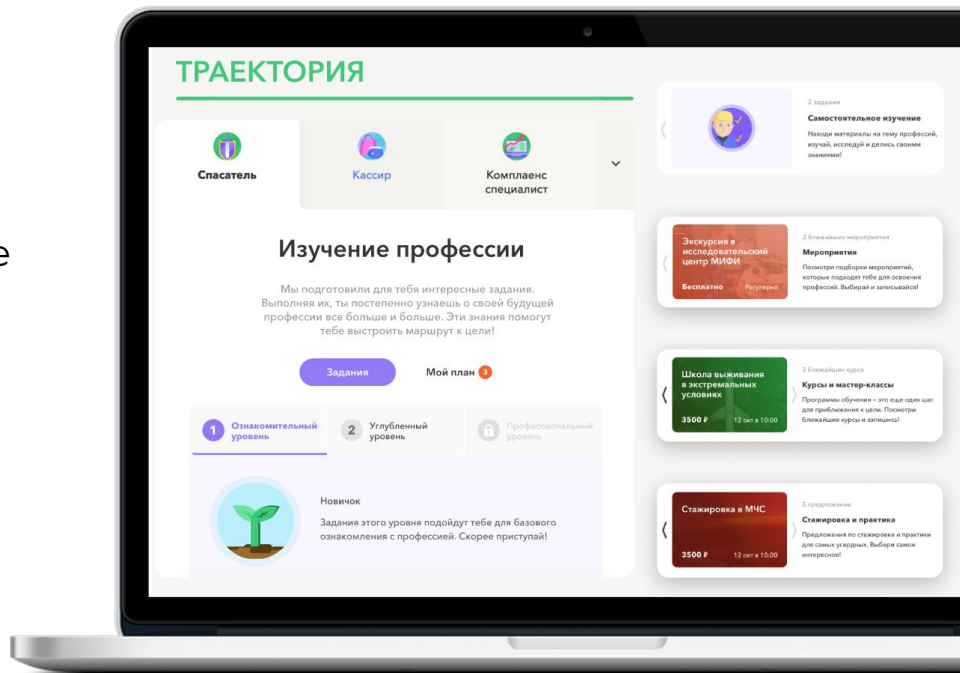 е
ТРАЕКТОРИЯ
Спасатель
Кассир
Комплаенс
специалист
Изучение профессии
Мы подготовили для тебя интересные задания.
Выполняя их, ты постепенно узнаешь о своей будущей
профессии все больше и больше. Эти знания помогут
тебе выстроить маршрут к цели!
Задания
Мой план 3
1 Ознакомительный
уровень
2 Углубленный
уровень
Профессиональный
уровень
Новичок
Задания этого уровня подойдут тебе для базового
ознакомления с профессией. Скорее приступай!
2 задания
Самостоятельное изучение
Находи материалы на тему профессий,
изучай, исследуй и делись своими
знаниями!
Экскурсия в
исследовательский
центр МИФИ
Бесплатно Регулярно
2 ближайших мероприятия
Мероприятия
Посмотри подборки мероприятий,
которые подходят тебе для освоения
профессий. Выбирай и записывайся!
Школа выживания
в экстремальных
условиях
3500 ₽ 12 окт в 10:00
3 ближайших курса
Курсы и мастер-классы
Программы обучения – это еще один шаг
для приближения к цели. Посмотри
ближайшие курсы и запишись!
Стажировка в МЧС
3500 ₽ 12 окт в 10:00
3 предложения
Стажировка и практика
Предложения по стажировке и практики
для самых усердных. Выбери самое
интересное!